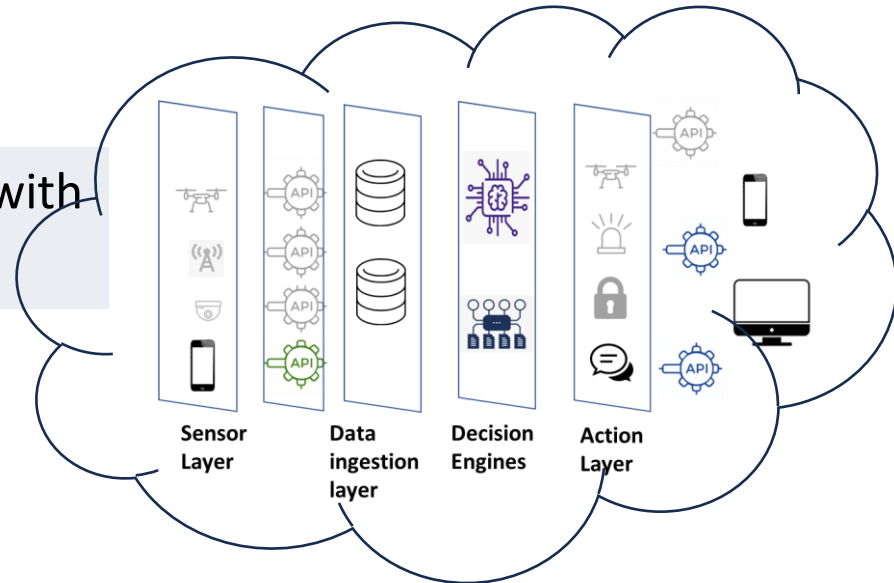 with
API
API
API
API
API
API
API
Sensor
Layer
Data
ingestion
layer
Decision
Engines
Action
Layer